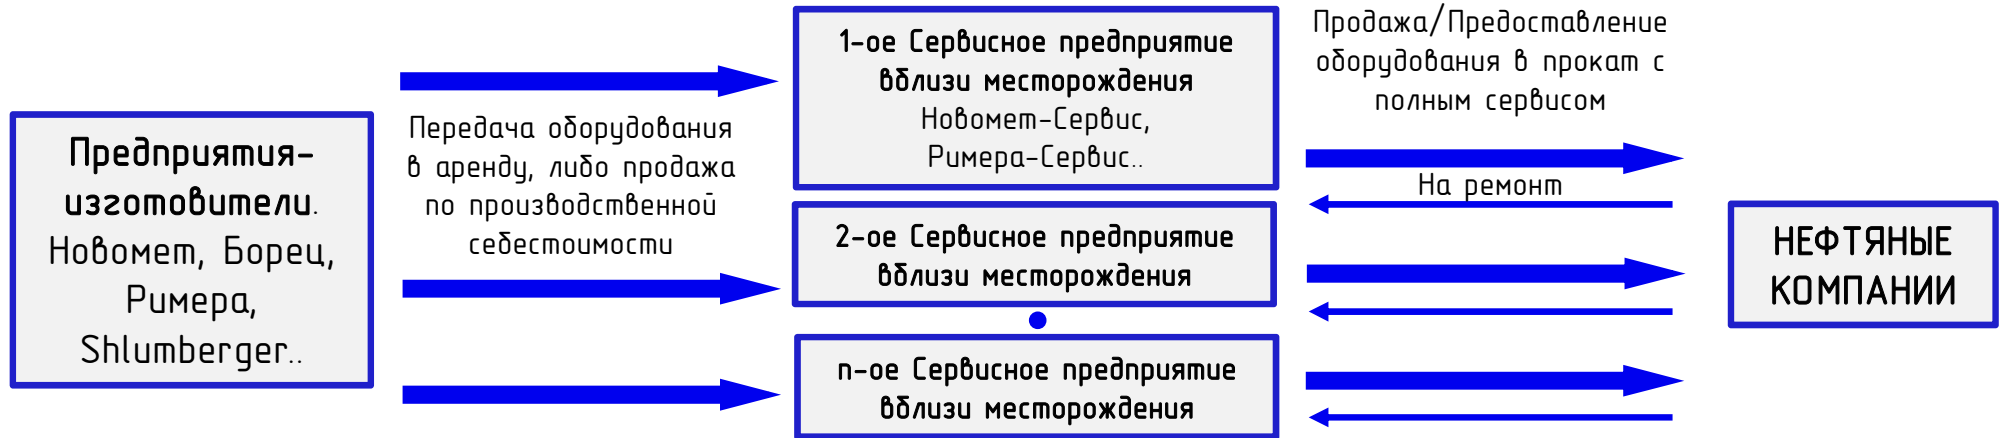 Предприятия-
изготовители.
Новомет, Борец,
Римера,
Shlumberger..
Передача оборудования
в аренду, либо продажа
по производственной
себестоимости
1-ое Сервисное предприятие
вблизи месторождения
Новомет-Сервис,
Римера-Сервис..
2-ое Сервисное предприятие
вблизи месторождения
n-ое Сервисное предприятие
вблизи месторождения
Продажа/Предоставление
оборудования в прокат с
полным сервисом
На ремонт
НЕФТЯНЫЕ
КОМПАНИИ